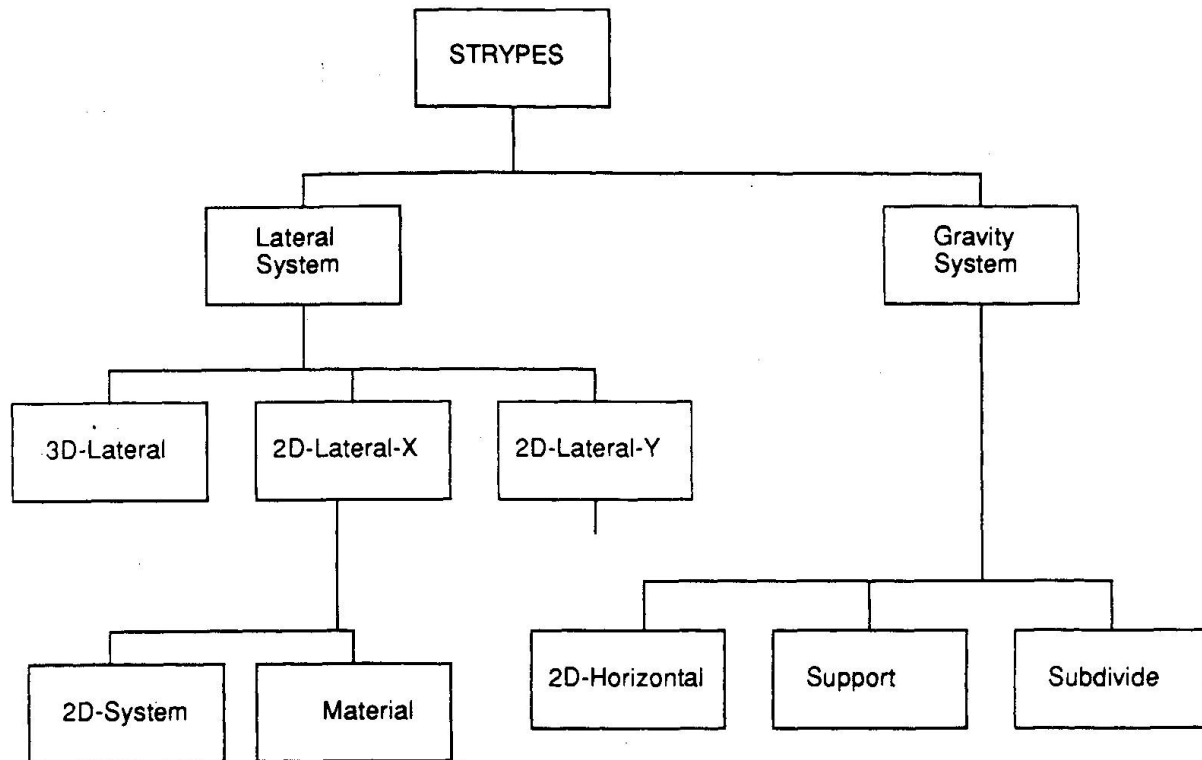 STRYPES
Lateral
System
Gravity
System
3D-Lateral
2D-Lateral-X
2D-Lateral-Y
2D-Horizontal
Support
Subdivide
2D-System
Material